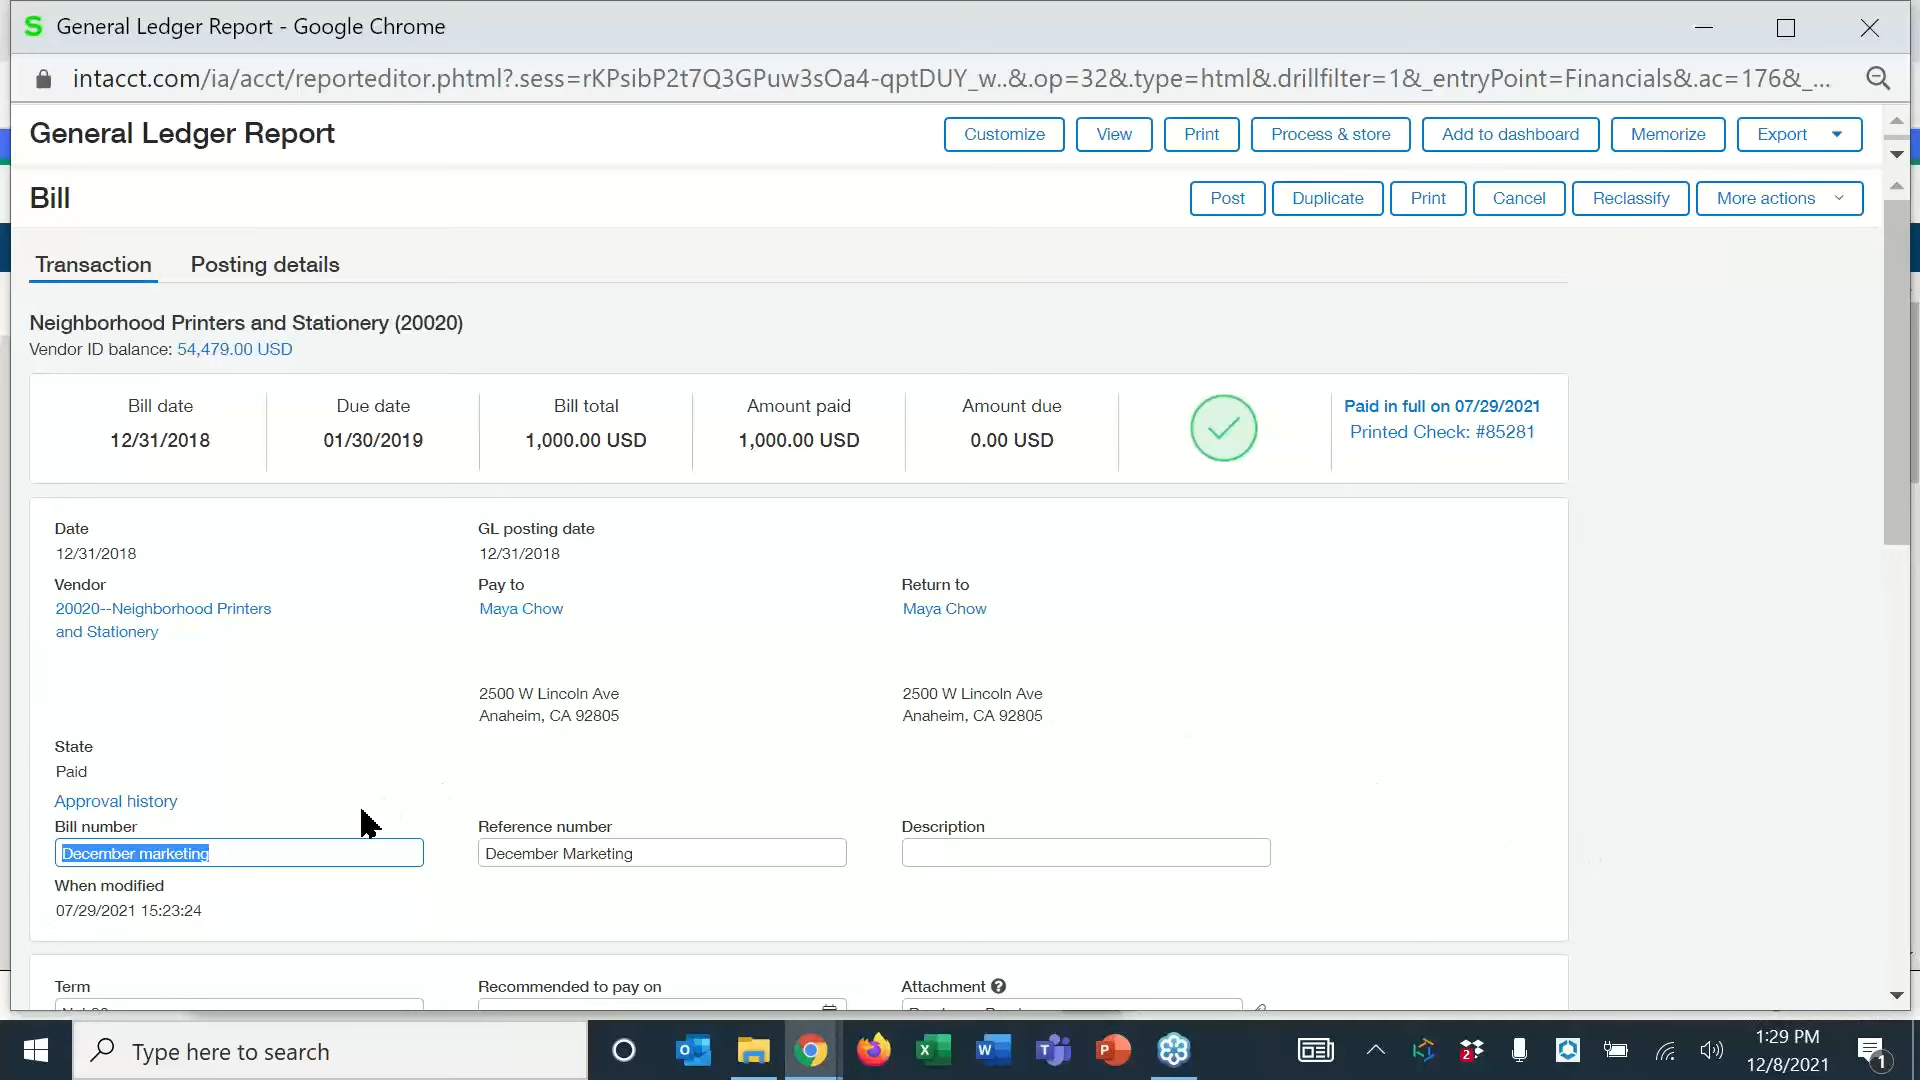 General Ledger Report - Google Chrome
intacct.com/ia/acct/reporteditor.phtml?.sess=rKPsibP2t7Q3GPuw3sOa4-qptDUY_w..&.op=32&.type=html&.drillfilter=1&_entryPoint=Financials&.ac=176&_...
General Ledger Report
Customize View Print Process & store Add to dashboard Memorize Export
Bill
Post Duplicate Print Cancel Reclassify More actions
Transaction Posting details
Neighborhood Printers and Stationery (20020)
Vendor ID balance: 54,479.00 USD
Bill date Due date Bill total Amount paid Amount due Paid in full on 07/29/2021
12/31/2018 01/30/2019 1,000.00 USD 1,000.00 USD 0.00 USD Printed Check: #85281
Date GL posting date
12/31/2018 12/31/2018
Vendor Pay to Return to
20020--Neighborhood Printers Maya Chow Maya Chow
and Stationery
2500 W Lincoln Ave 2500 W Lincoln Ave
Anaheim, CA 92805 Anaheim, CA 92805
State
Paid
Approval history
Bill number Reference number Description
December marketing December Marketing
When modified
07/29/2021 15:23:24
Term Recommended to pay on Attachment
Type here to search
1:29 PM
12/8/2021
2
1